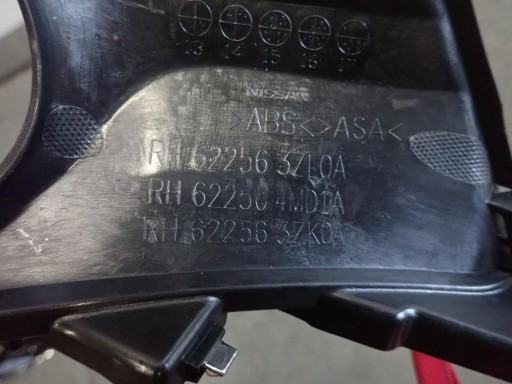 13 14 15 16 17
NISSAN
>ABS<>ASA<
RH 62256 3ZL0A
RH 62256 4MD1A
RH 62256 3ZK0A